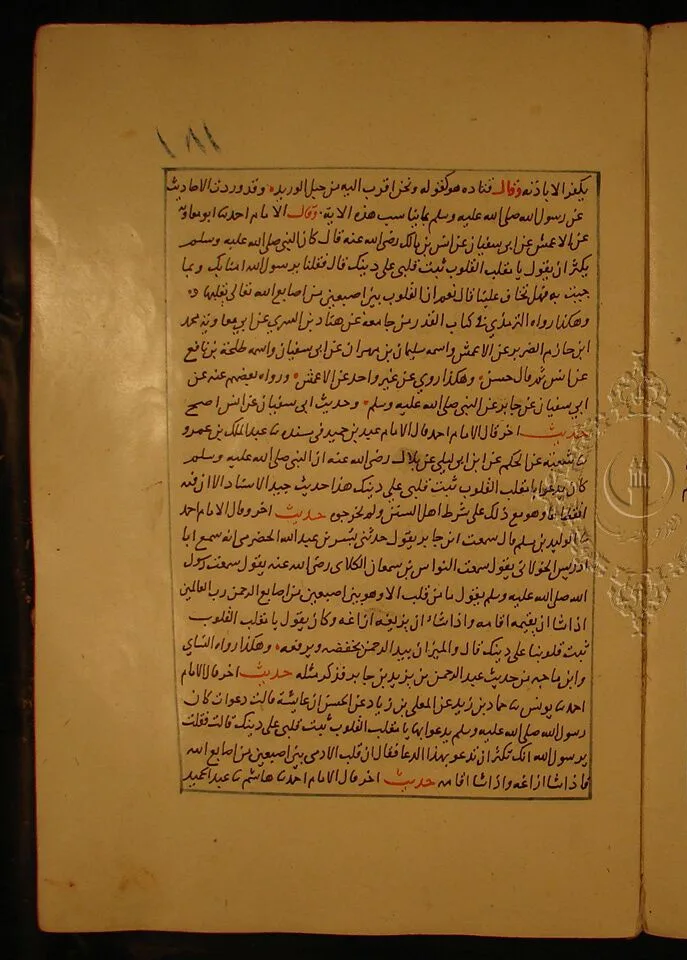 ١٨١
يكفر الا باذنه وقال قتاده هو كقوله ونحن اقرب اليه من حبل الوريد وقد وردت الاحاديث
عن رسول الله صلى الله عليه وسلم بما يناسب هذه الاية وقال الامام احمد ثنا ابو معاوية
عن الاعمش عن ابي سفيان عن انس بن مالك رضي الله عنه قال كان النبي صلى الله عليه وسلم
يكثر ان يقول يا مقلب القلوب ثبت قلبي على دينك قال فقلنا يا رسول الله امنا بك وبما
جيت به فهل تخاف علينا قال نعم ان القلوب بين اصبعين من اصابع الله تعالى يقلبها
وهكذا رواه الترمذي في كتاب القدر من جامعه عن هناد بن السري عن ابي معاوية محمد
ابن حازم الضرير عن الاعمش واسمه سليمان بن مهران عن ابي سفيان واسمه طلحة بن نافع
عن انس ثم قال حسن وهكذا روي عن غير واحد عن الاعمش ورواه بعضهم عنه عن
ابي سفيان عن جابر عن النبي صلى الله عليه وسلم وحديث ابي سفيان عن انس اصح
حديث اخر قال الامام احمد قال الامام عبد بن حميد في مسنده ثنا عبد الملك بن عمرو
ثنا شعبة عن الحكم عن ابن ابي ليلى عن بلال رضي الله عنه ان النبي صلى الله عليه وسلم
كان يدعو يا مقلب القلوب ثبت قلبي على دينك هذا حديث جيد الاسناد الا ان فيه
انقطاعا وهو مع ذلك على شرط اهل السنن ولم يخرجوه حديث اخر وقال الامام احمد
ثنا الوليد بن مسلم قال سمعت ابن جابر يقول حدثني بسر بن عبد الله الحضرمي انه سمع ابا
ادريس الخولاني يقول سمعت النواس بن سمعان الكلابي رضي الله عنه يقول سمعت رسول
الله صلى الله عليه وسلم يقول ما من قلب الا وهو بين اصبعين من اصابع الرحمن رب العالمين
اذا شا ان يقيمه اقامه واذا شاء ان يزيغه ازاغه وكان يقول يا مقلب القلوب
ثبت قلوبنا على دينك قال والميزان بيد الرحمن يخفضه ويرفعه وهكذا رواه النساي
وابن ماجه من حديث عبد الرحمن بن يزيد بن جابر فذكر مثله حديث اخر قال الامام
احمد ثنا يونس ثنا حماد بن زيد عن المعلى بن زياد عن الحسن ان عايشة قالت دعوات كان
رسول الله صلى الله عليه وسلم يدعو بها يا مقلب القلوب ثبت قلبي على دينك قالت فقلت
يا رسول الله انك تكثر ان تدعو بهذا الدعا فقال ان قلب الادمي بين اصبعين من اصابع الله
فاذا شا ازاغه واذا شا اقامه حديث اخر قال الامام احمد ثنا هاشم ثنا عبد الحميد